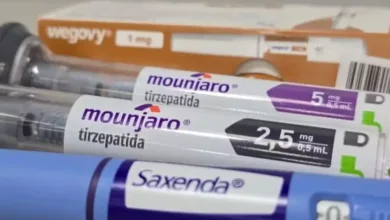 wegovy®
1 mg
mounjaro®
tirzepatida
5 mg
0,5 mL
mounjaro®
tirzepatida
2,5 mg
0,5 mL
Saxenda®